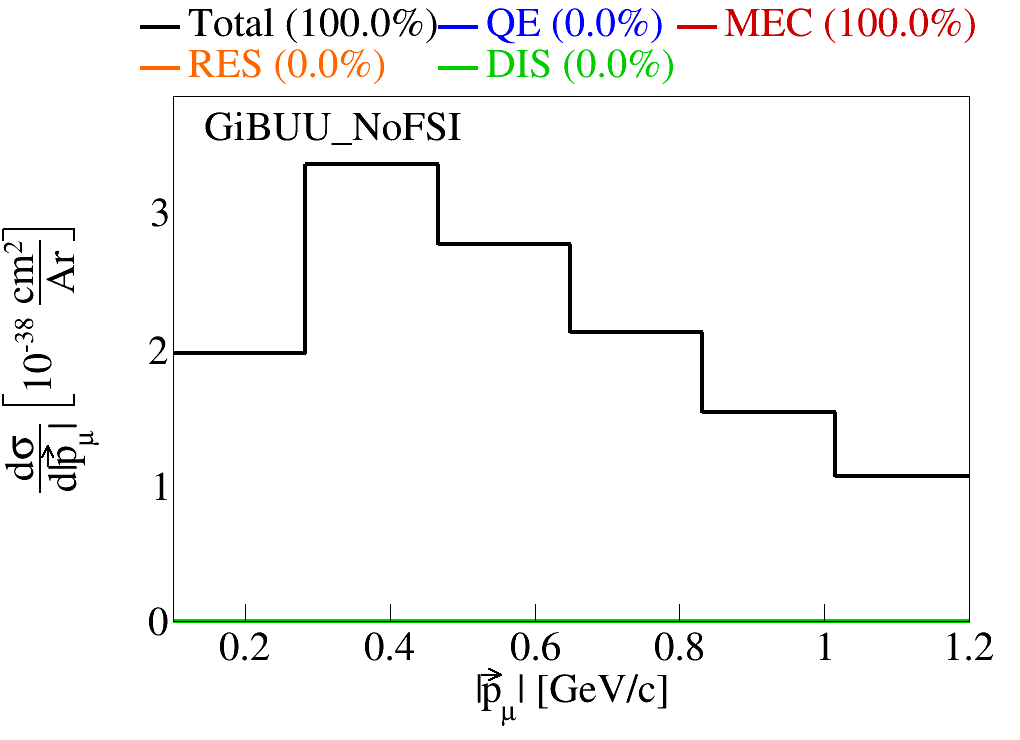 Total (100.0%) QE (0.0%) MEC (100.0%)
RES (0.0%) DIS (0.0%)
GiBUU_NoFSI
3
2
1
0
0.2 0.4 0.6 0.8 1 1.2
|p⃗μ| [GeV/c]
dσ/d|p⃗μ| [10⁻³⁸ cm²/Ar]